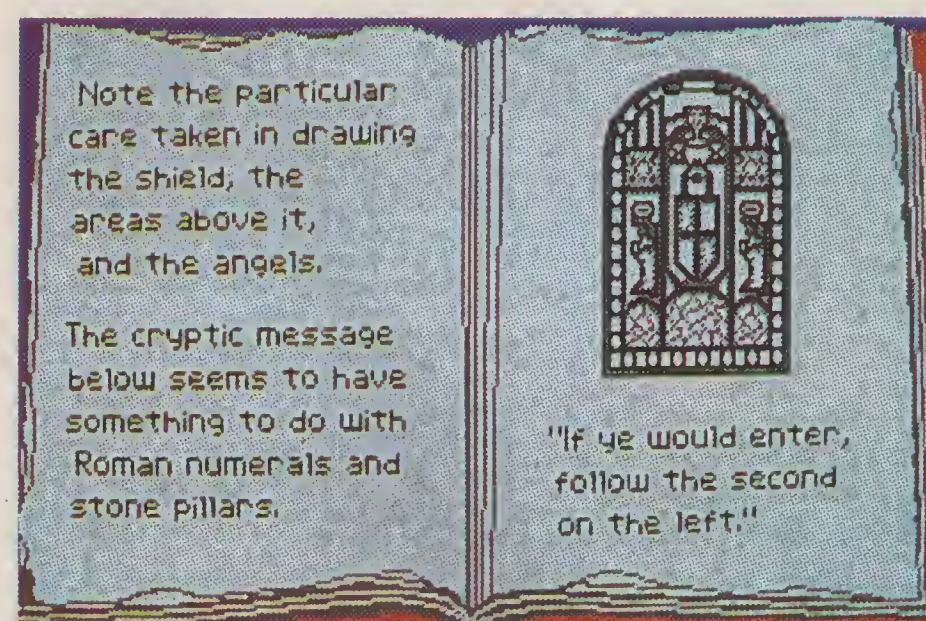 Note the particular
care taken in drawing
the shield, the
areas above it,
and the angels.
The cryptic message
below seems to have
something to do with
Roman numerals and
stone pillars.
"If ye would enter,
follow the second
on the left."